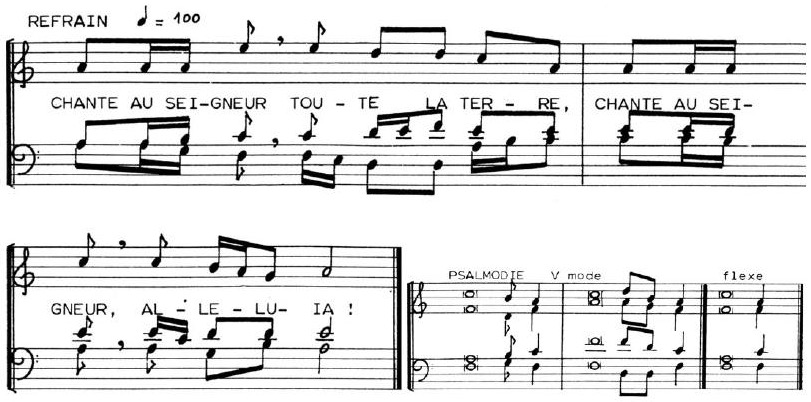 REFRAIN ♩ = 100
CHANTE AU SEI-GNEUR TOU - TE LA TER - RE, CHANTE AU SEI-
GNEUR, AL - LE - LU - IA !
PSALMODIE V mode flexe